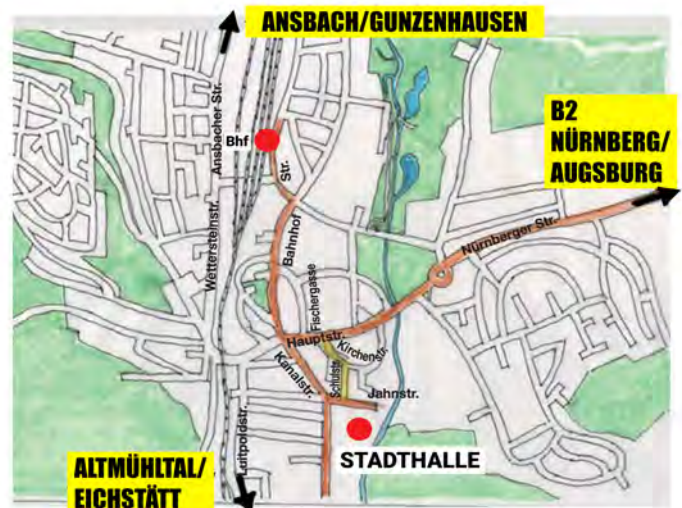 ANSBACH/GUNZENHAUSEN
B2
NÜRNBERG/
AUGSBURG
Ansbacher Str.
Bhf
Str.
Bahnhof
Wettersteinstr.
Nürnberger Str.
Fischergasse
Hauptstr.
Kirchenstr.
Kanalstr.
Schulstr.
Jahnstr.
Luitpoldstr.
STADTHALLE
ALTMÜHLTAL/
EICHSTÄTT